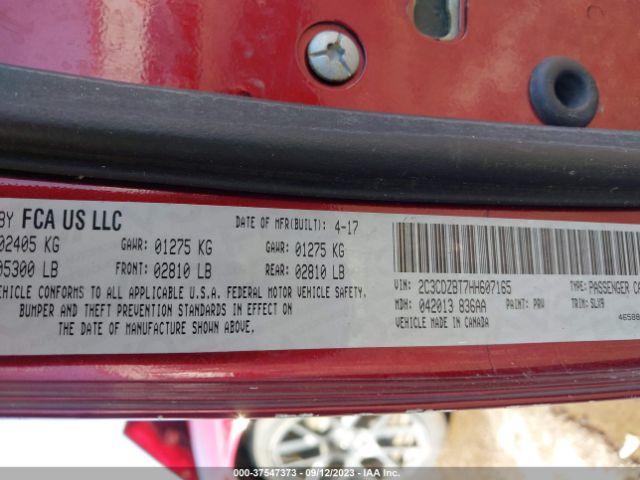 BY FCA US LLC DATE OF MFR(BUILT): 4-17
02405 KG GAWR: 01275 KG GAWR: 01275 KG
05300 LB FRONT: 02810 LB REAR: 02810 LB
VEHICLE CONFORMS TO ALL APPLICABLE U.S.A. FEDERAL MOTOR VEHICLE SAFETY,
BUMPER AND THEFT PREVENTION STANDARDS IN EFFECT ON
THE DATE OF MANUFACTURE SHOWN ABOVE.
VIN: 2C3CDZBT7HH607165 TYPE: PASSENGER CA
MDH: 042013 836AA PAINT: PRV TRIM: SLX9
VEHICLE MADE IN CANADA 46588
000-37547373 - 09/12/2023 - IAA Inc.